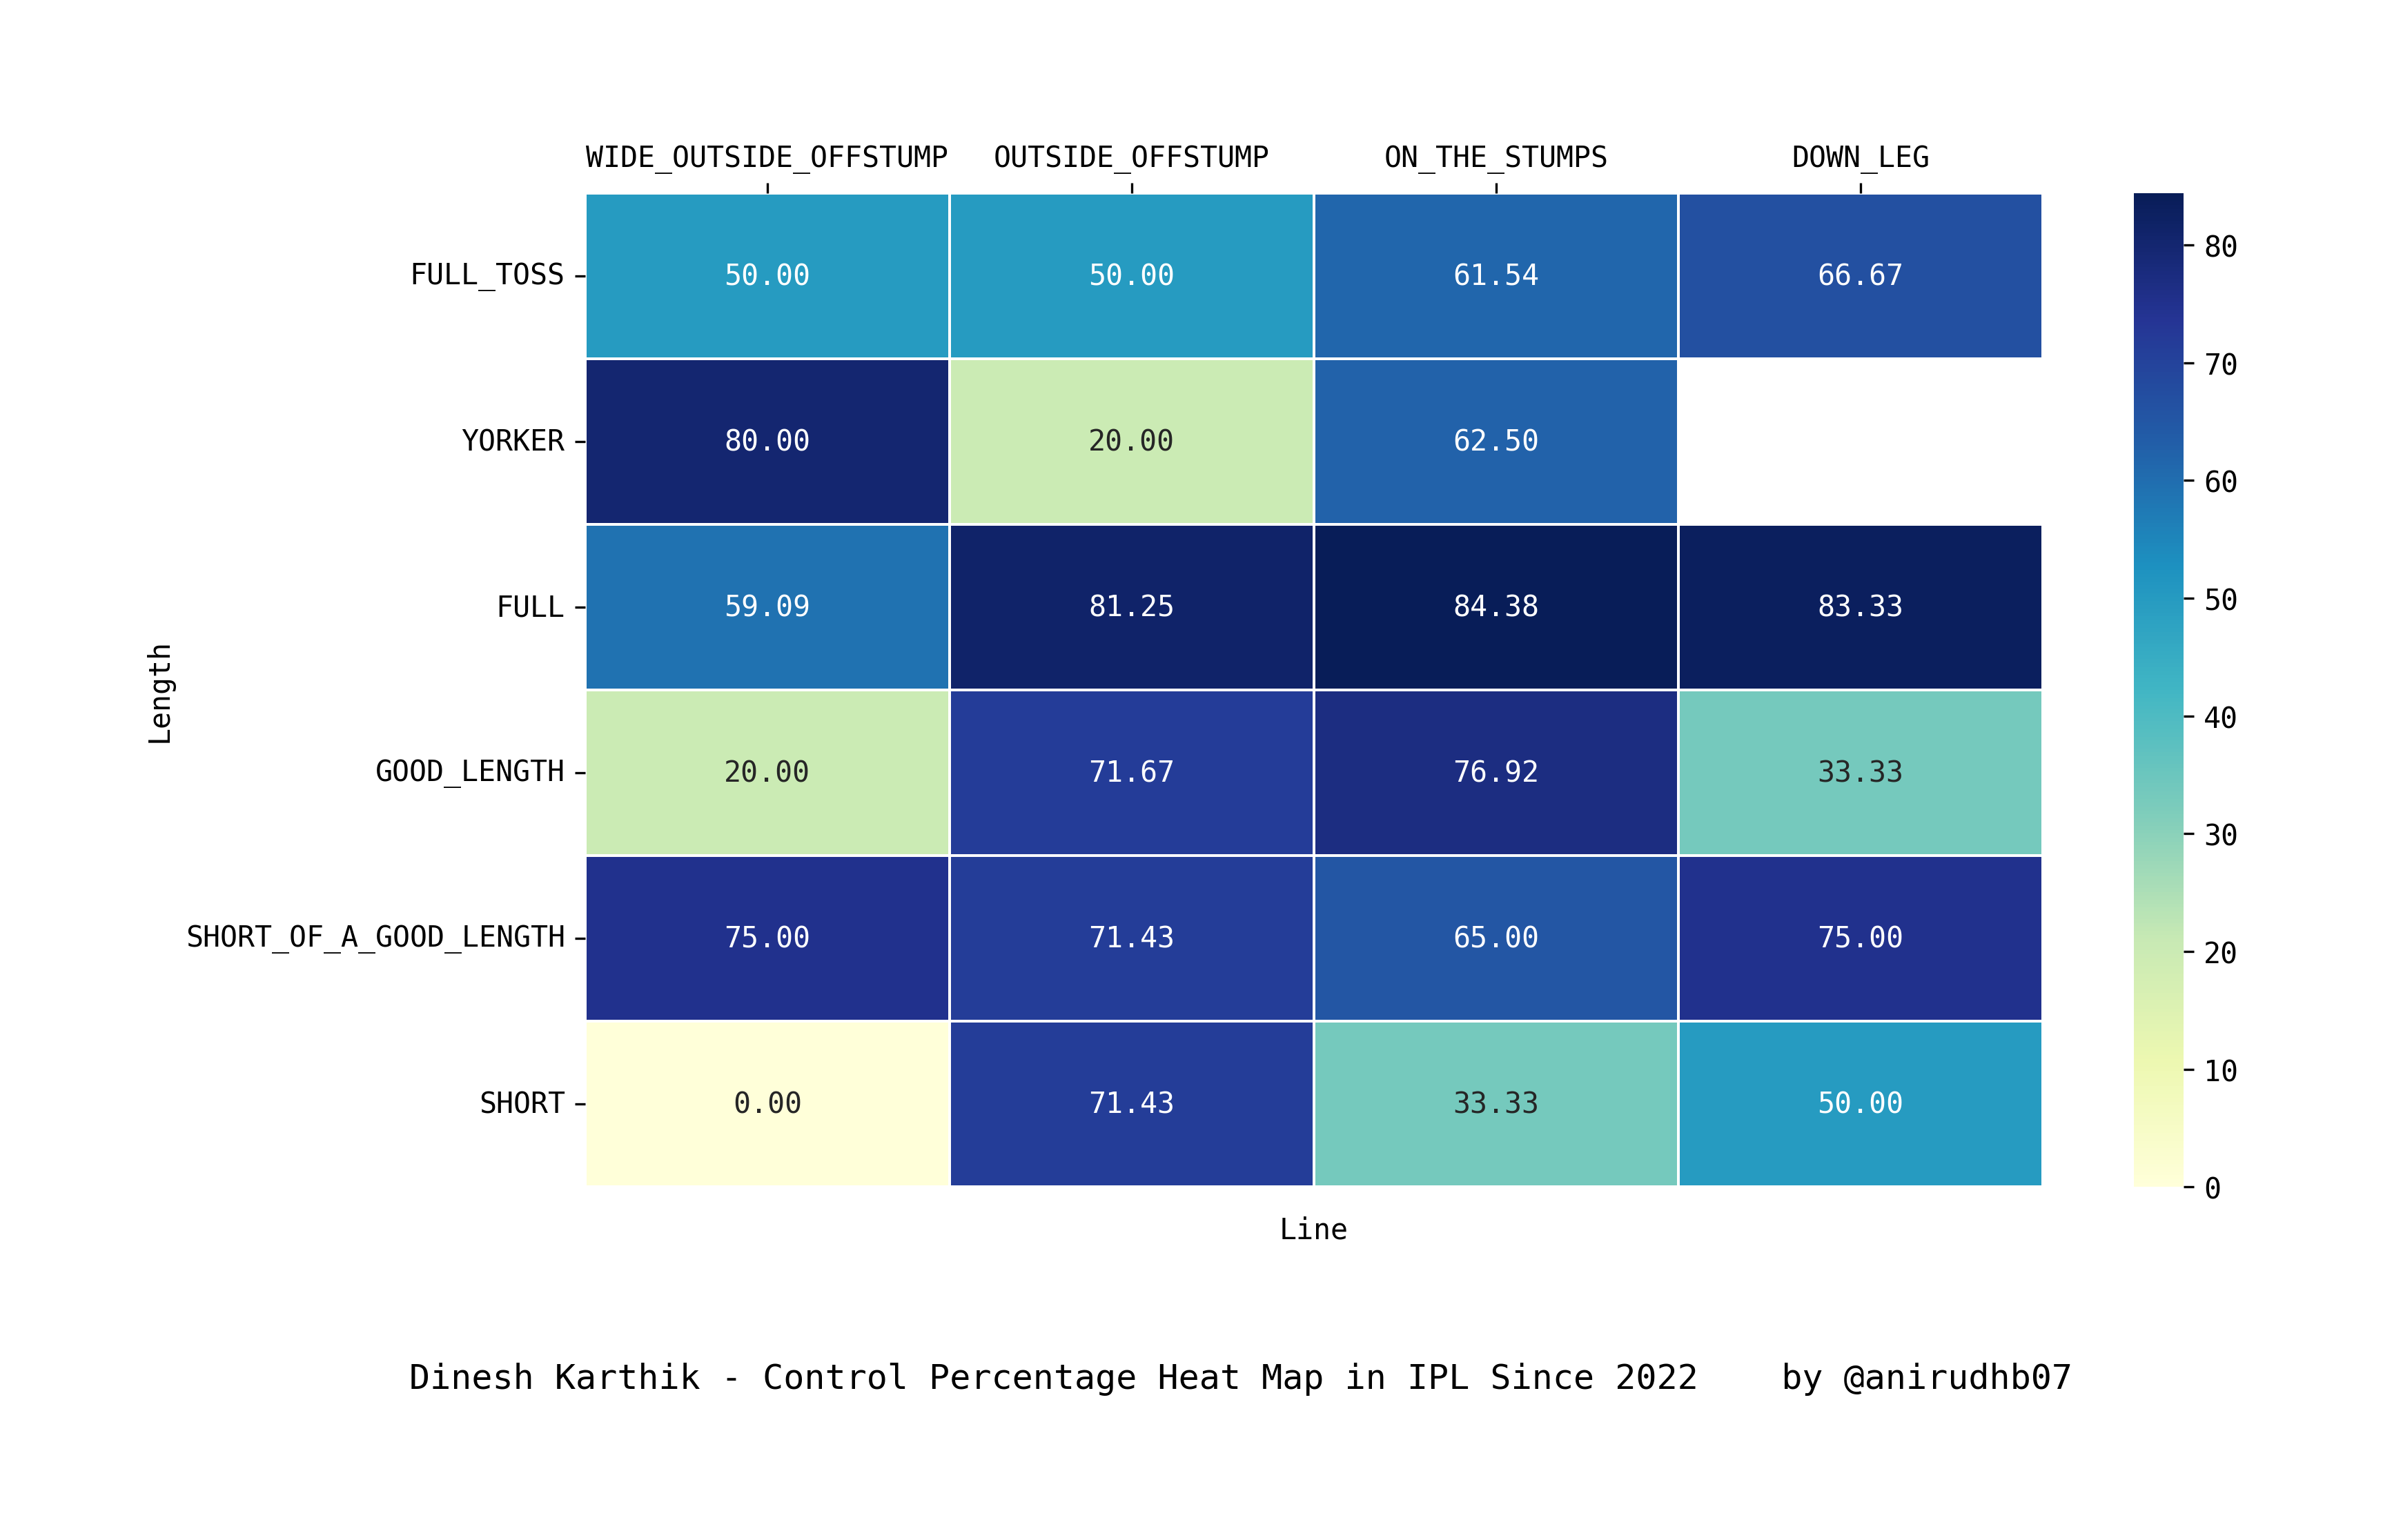 WIDE_OUTSIDE_OFFSTUMP OUTSIDE_OFFSTUMP ON_THE_STUMPS DOWN_LEG
FULL_TOSS 50.00 50.00 61.54 66.67
YORKER 80.00 20.00 62.50
FULL 59.09 81.25 84.38 83.33
GOOD_LENGTH 20.00 71.67 76.92 33.33
SHORT_OF_A_GOOD_LENGTH 75.00 71.43 65.00 75.00
SHORT 0.00 71.43 33.33 50.00
Length
Line
80
70
60
50
40
30
20
10
0
Dinesh Karthik - Control Percentage Heat Map in IPL Since 2022 by @anirudhb07